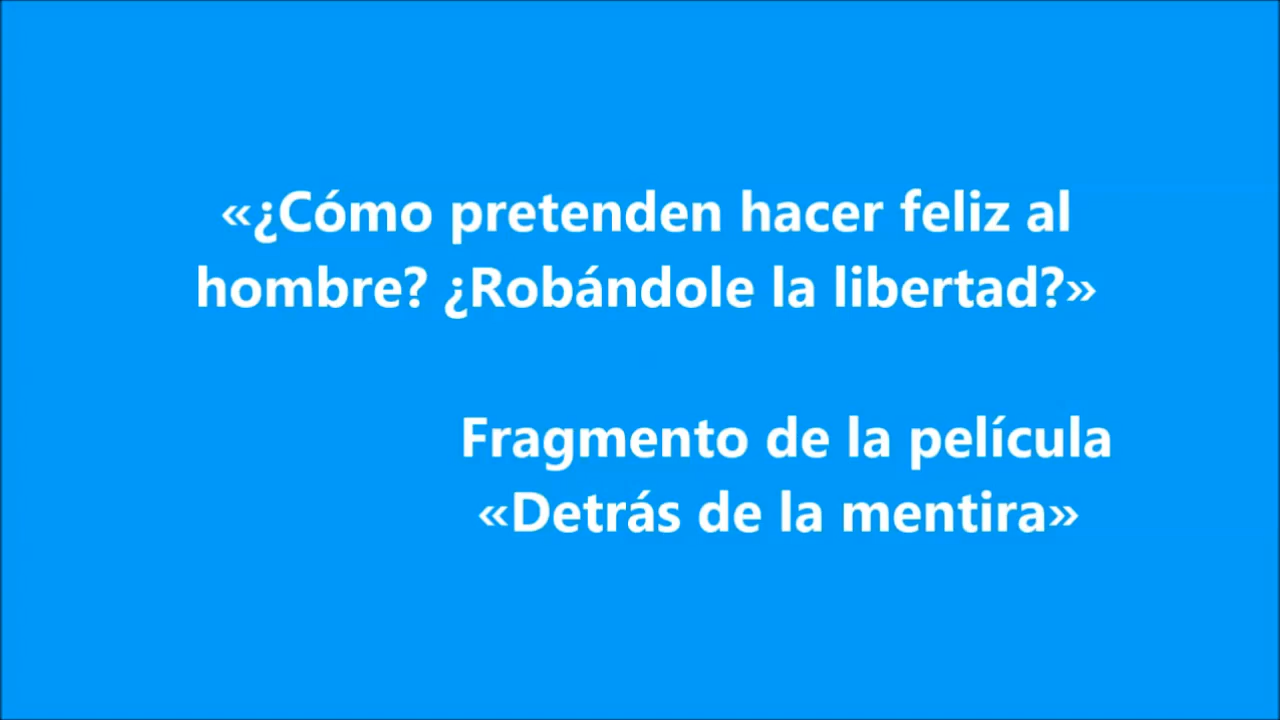 «¿Cómo pretenden hacer feliz al
hombre? ¿Robándole la libertad?»
Fragmento de la película
«Detrás de la mentira»